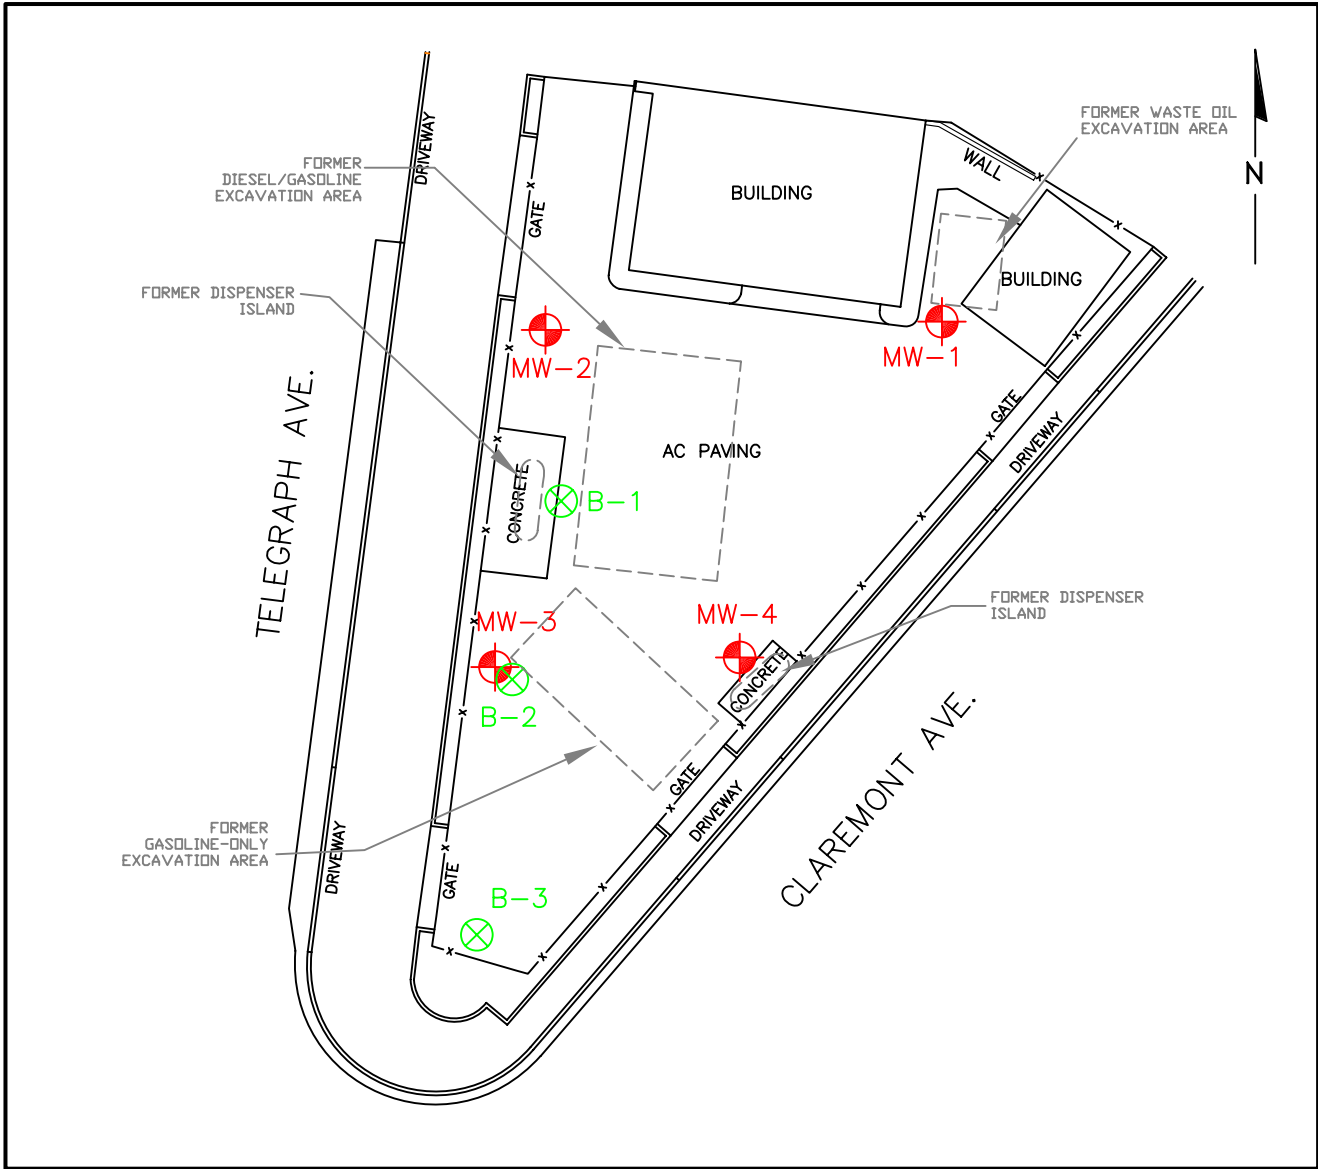 FORMER WASTE OIL
EXCAVATION AREA
DRIVEWAY
WALL
N
FORMER
DIESEL/GASOLINE
EXCAVATION AREA
BUILDING
GATE
BUILDING
FORMER DISPENSER
ISLAND
MW-2
MW-1
GATE
TELEGRAPH AVE.
AC PAVING
DRIVEWAY
CONCRETE
B-1
FORMER DISPENSER
ISLAND
MW-3
MW-4
CONCRETE
B-2
CLAREMONT AVE.
GATE
DRIVEWAY
FORMER
GASOLINE-ONLY
EXCAVATION AREA
DRIVEWAY
GATE
B-3